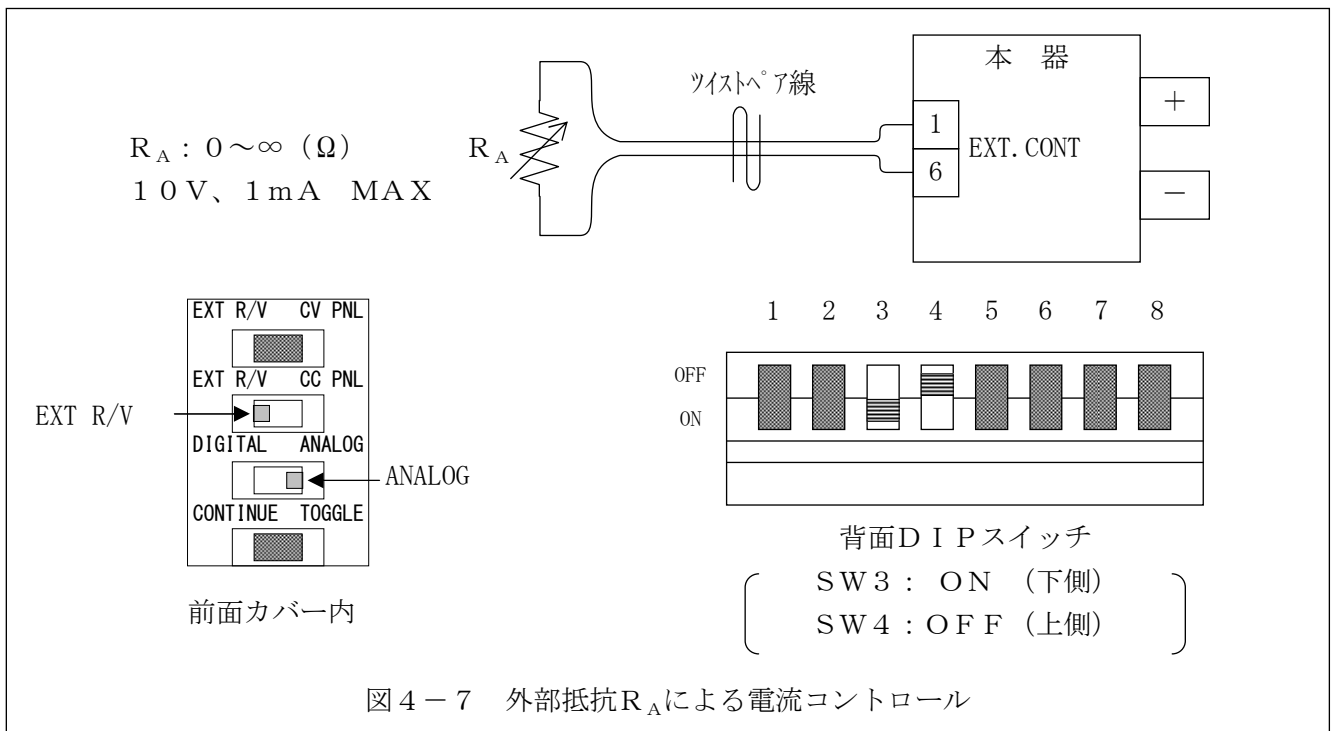 本 器
ツイストペア線
+
1
EXT.CONT
RA：0～∞（Ω）
RA
6
10V、1mA MAX
−
EXT R/V CV PNL
1 2 3 4 5 6 7 8
EXT R/V CC PNL
OFF
EXT R/V
ON
DIGITAL ANALOG
ANALOG
CONTINUE TOGGLE
背面DIPスイッチ
SW3：ON（下側）
前面カバー内
SW4：OFF（上側）
図4－7 外部抵抗RAによる電流コントロール